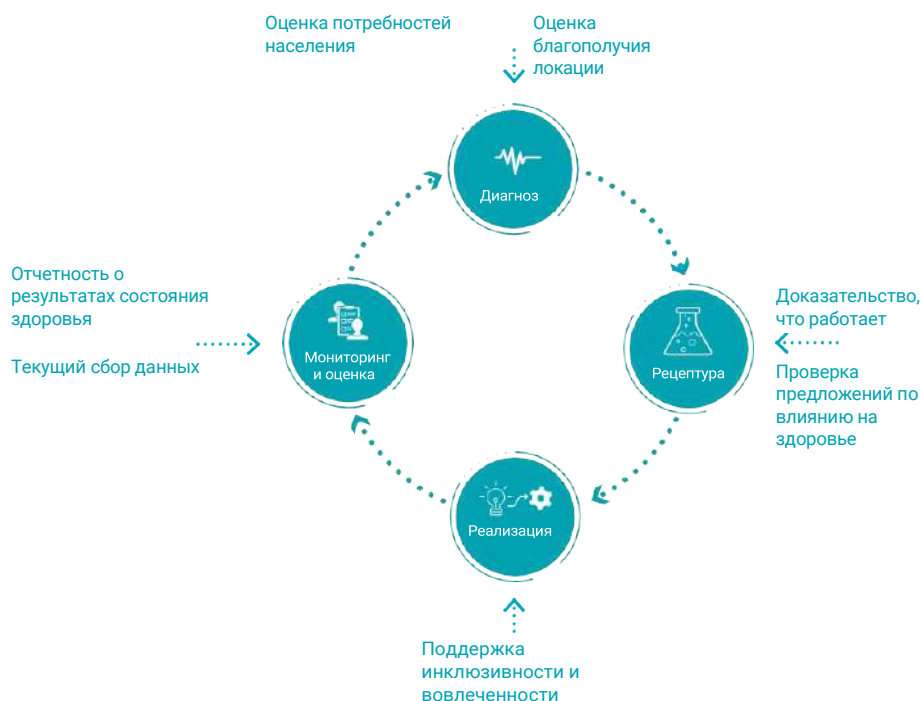 Оценка потребностей
населения
Оценка
благополучия
локации
Диагноз
Отчетность о
результатах состояния
здоровья
Текущий сбор данных
Мониторинг
и оценка
Рецептура
Доказательство,
что работает
Проверка
предложений по
влиянию на
здоровье
Реализация
Поддержка
инклюзивности и
вовлеченности